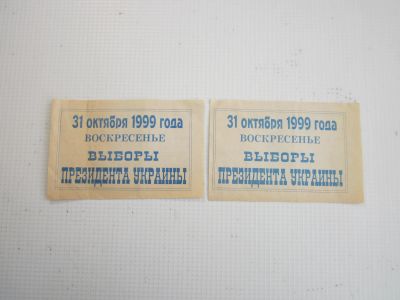 31 октября 1999 года
ВОСКРЕСЕНЬЕ
ВЫБОРЫ
ПРЕЗИДЕНТА УКРАИНЫ
31 октября 1999 года
ВОСКРЕСЕНЬЕ
ВЫБОРЫ
ПРЕЗИДЕНТА УКРАИНЫ